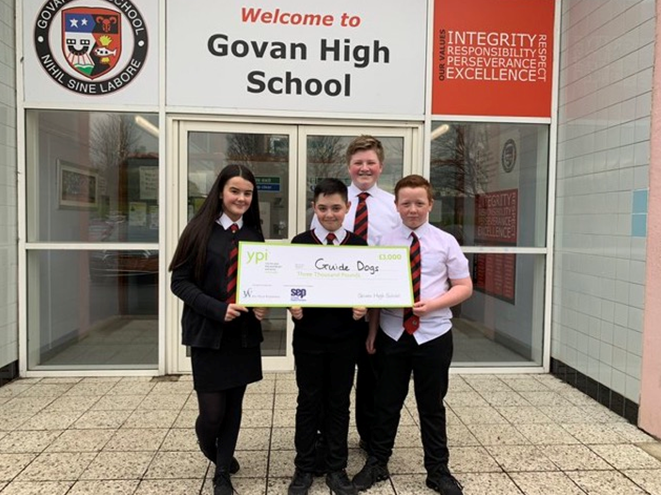 GOVAN HIGH SCHOOL
NIHIL SINE LABORE
Welcome to
Govan High
School
OUR VALUES
INTEGRITY
RESPONSIBILITY
PERSEVERANCE
EXCELLENCE
RESPECT
ypi
Guide Dogs
£3,000
Three Thousand Pounds
sep
Govan High School